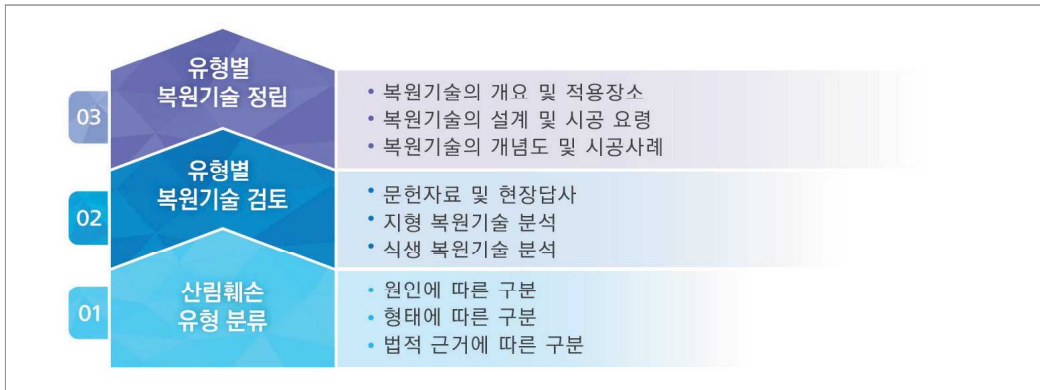 유형별
복원기술 정립
03
• 복원기술의 개요 및 적용장소
• 복원기술의 설계 및 시공 요령
• 복원기술의 개념도 및 시공사례
유형별
복원기술 검토
02
• 문헌자료 및 현장답사
• 지형 복원기술 분석
• 식생 복원기술 분석
산림훼손
유형 분류
01
• 원인에 따른 구분
• 형태에 따른 구분
• 법적 근거에 따른 구분